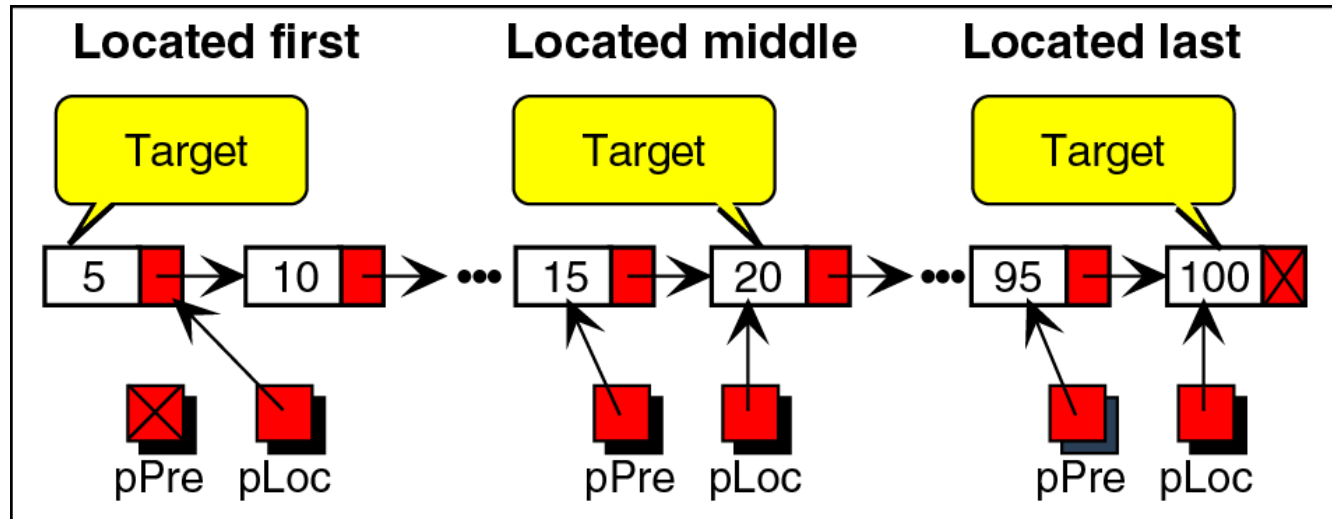 Located first Located middle Located last
Target Target Target
5 10 ••• 15 20 ••• 95 100
pPre pLoc pPre pLoc pPre pLoc